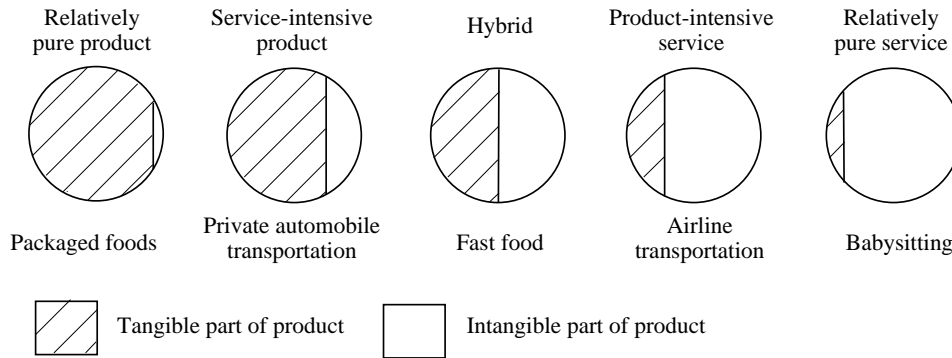 Relatively
pure product
Service-intensive
product
Hybrid
Product-intensive
service
Relatively
pure service
Packaged foods
Private automobile
transportation
Fast food
Airline
transportation
Babysitting
Tangible part of product
Intangible part of product